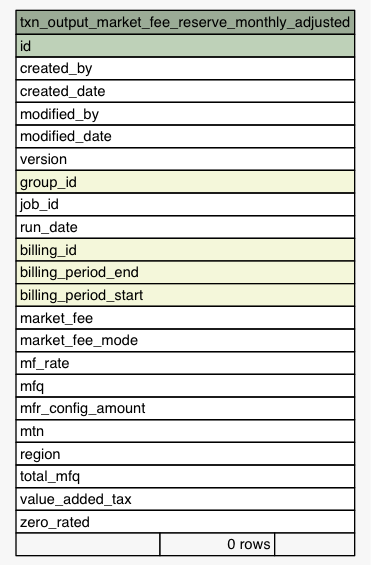 txn_output_market_fee_reserve_monthly_adjusted
id
created_by
created_date
modified_by
modified_date
version
group_id
job_id
run_date
billing_id
billing_period_end
billing_period_start
market_fee
market_fee_mode
mf_rate
mfq
mfr_config_amount
mtn
region
total_mfq
value_added_tax
zero_rated
0 rows